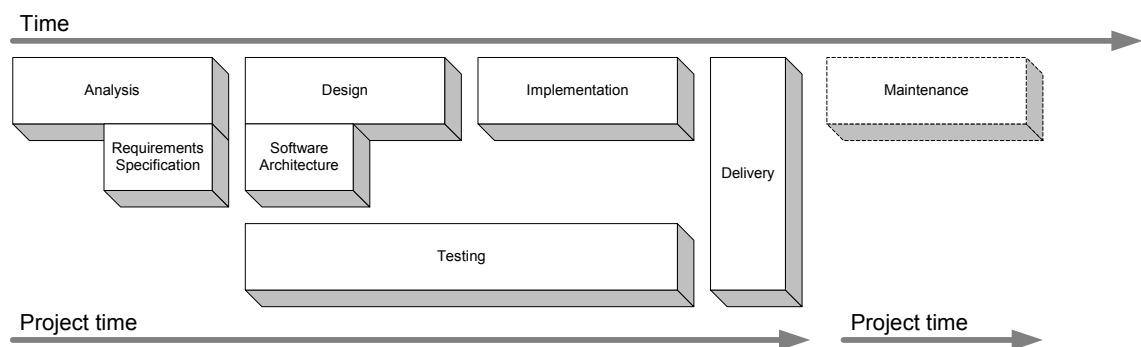 Time
Analysis
Design
Implementation
Maintenance
Requirements
Specification
Software
Architecture
Delivery
Testing
Project time
Project time